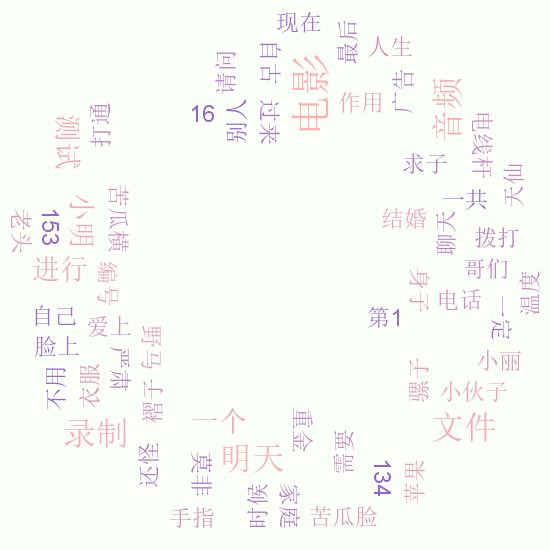 现在
最后
人生
自古
请问
电影
广告
16
别人
过来
作用
音频
打通
测试
电线杆
求子
天仙
一共
苦瓜横
小明
153
老头
结婚
聊天
拨打
哥们
进行
编号
身子
电话
温度
一定
第1
自己
爱上
脸上
严肃
野马
小丽
不用
衣服
褶子
骡子
小伙子
录制
一个
重金
文件
还怪
莫非
明天
需要
134
苹果
手指
时候
家庭
苦瓜脸